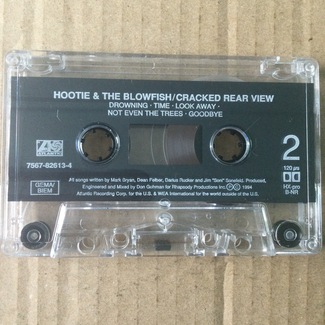 HOOTIE & THE BLOWFISH/CRACKED REAR VIEW
DROWNING · TIME · LOOK AWAY ·
NOT EVEN THE TREES · GOODBYE
ATLANTIC
7567-82613-4
2
120 µs
GEMA/
BIEM
HX-pro
B-NR
All songs written by Mark Bryan, Dean Felber, Darius Rucker and Jim "Soni" Sonefeld. Produced,
Engineered and Mixed by Don Gehman for Rhapsody Productions Inc. ℗ 1994
Atlantic Recording Corp. for the U.S. & WEA International for the world outside of the U.S.